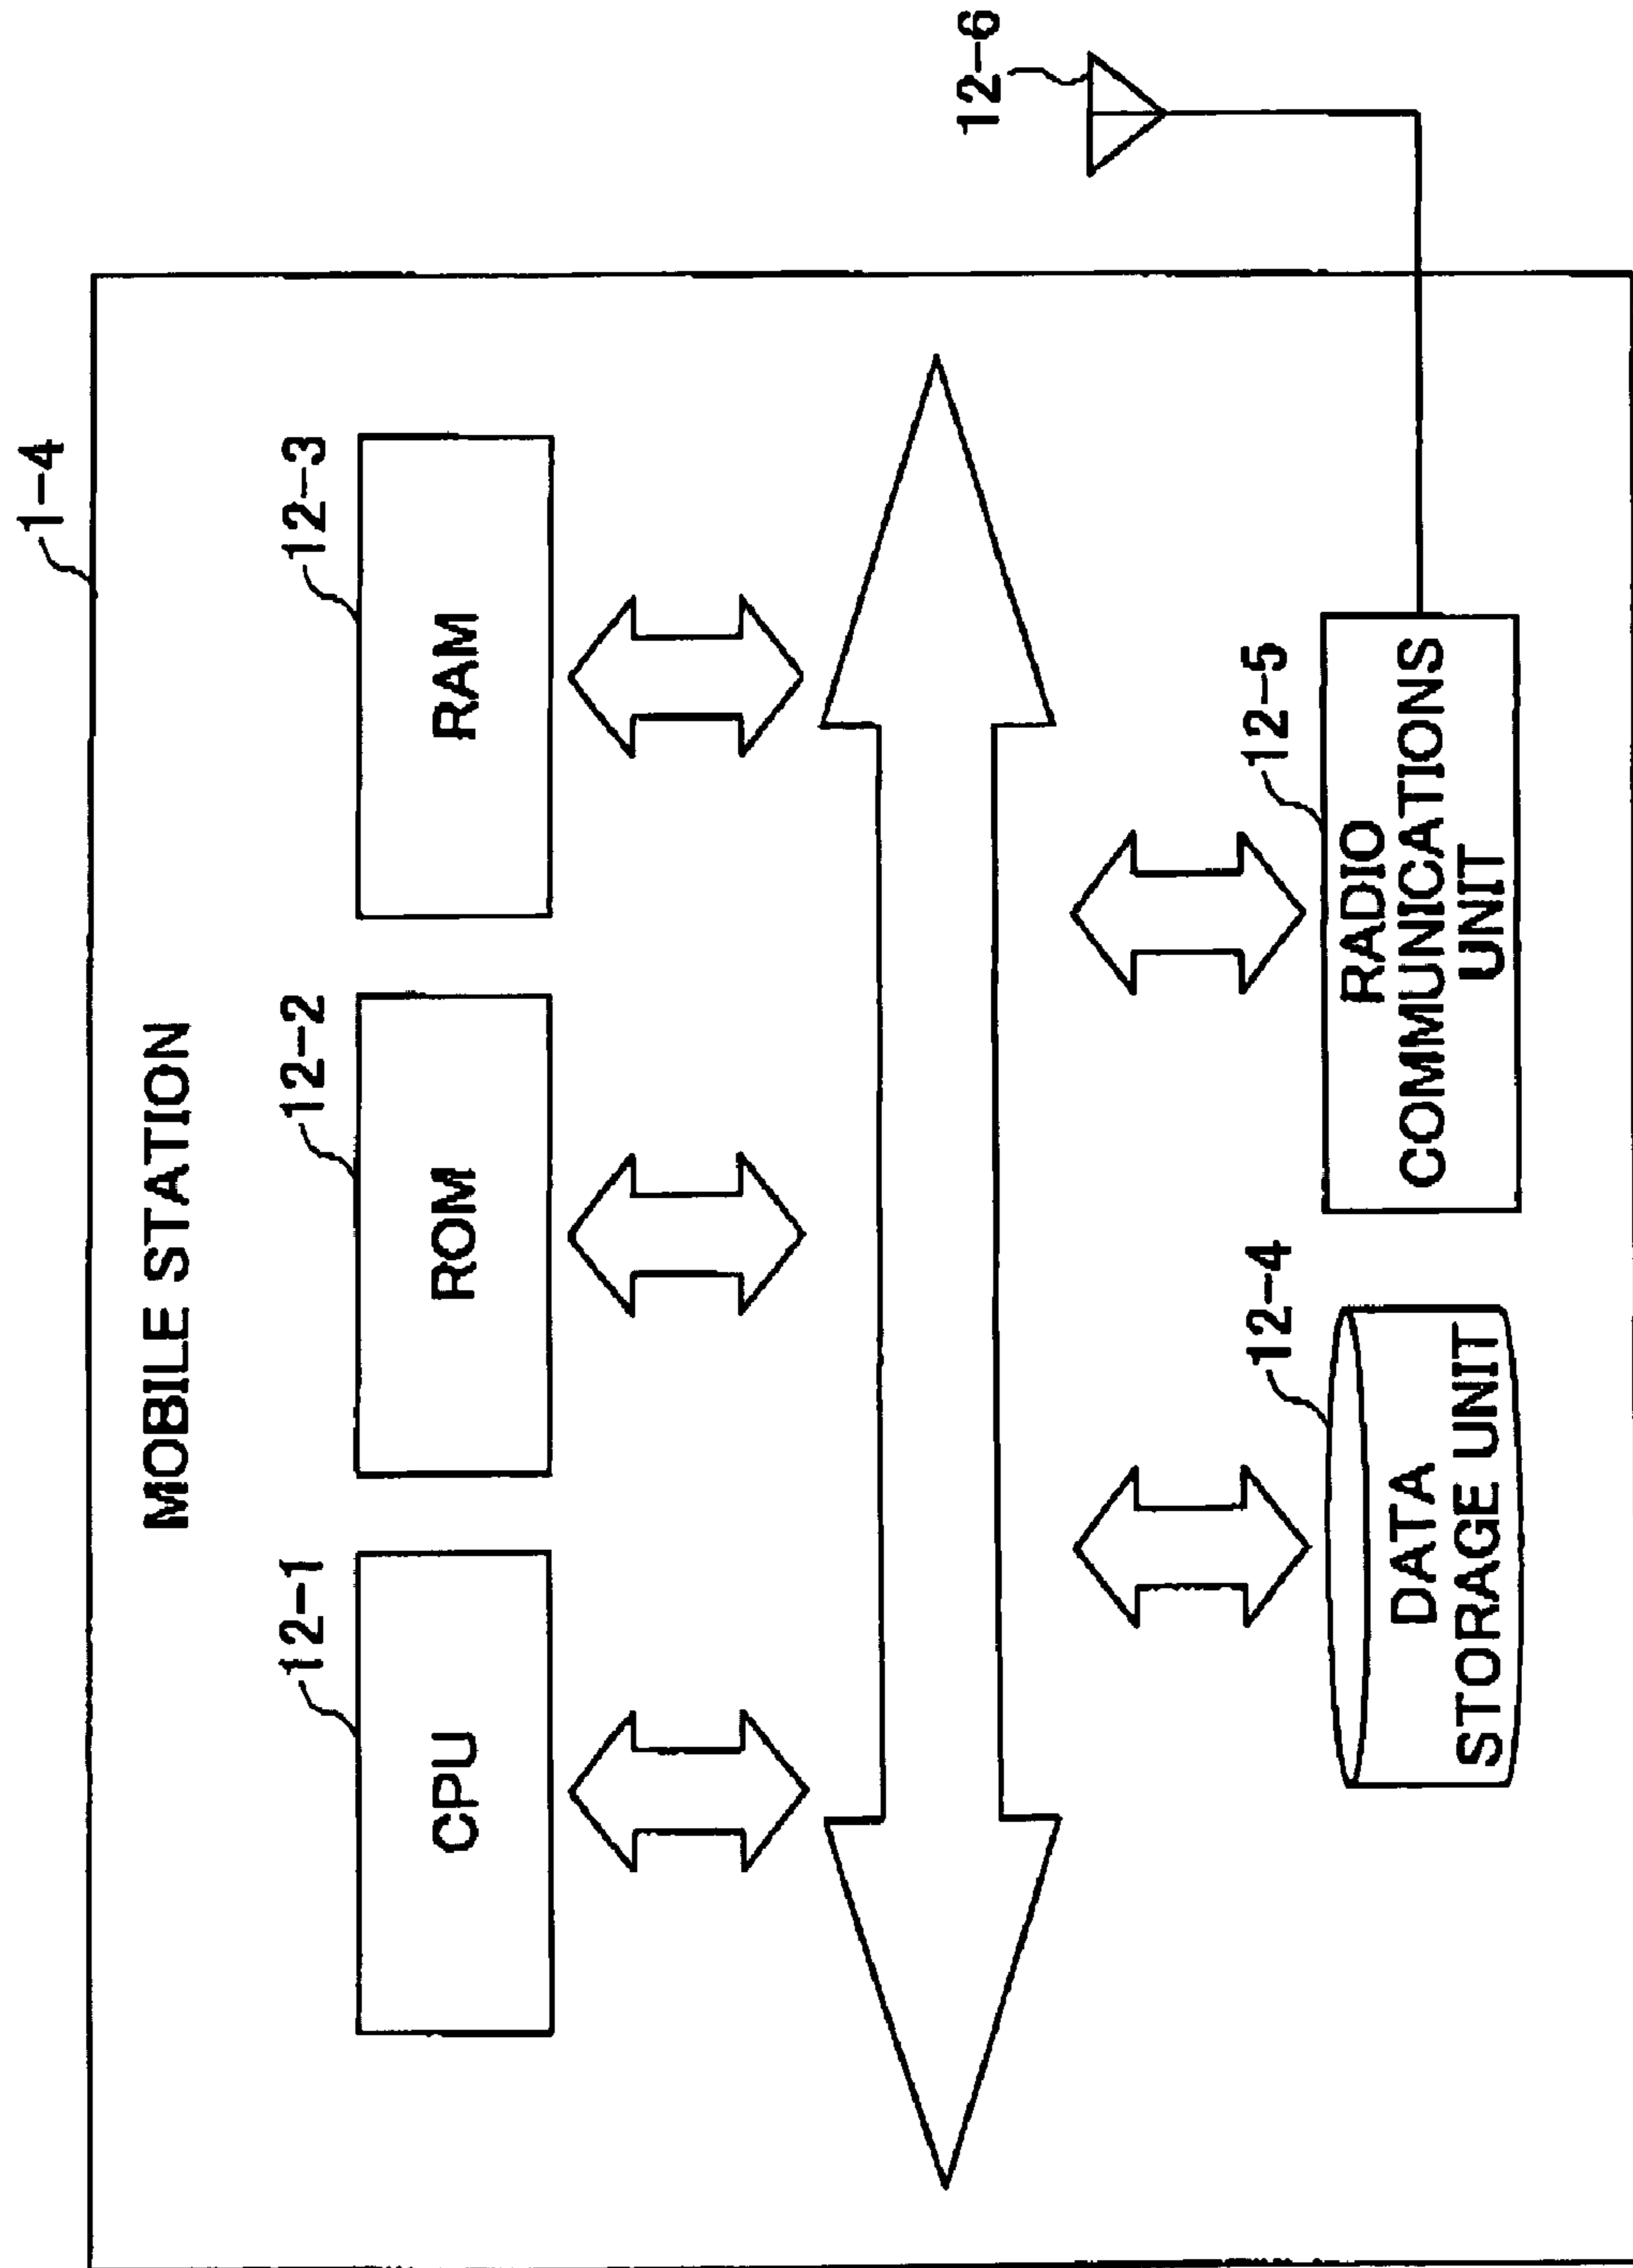 1-4
MOBILE STATION
12-1
12-2
12-3
CPU
ROM
RAM
12-6
12-4
12-5
DATA
STORAGE UNIT
RADIO
COMMUNICATIONS
UNIT